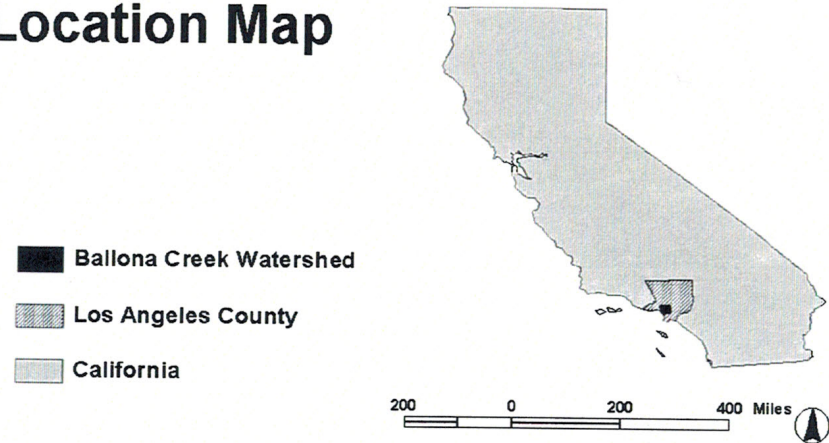 Location Map
Ballona Creek Watershed
Los Angeles County
California
200 0 200 400 Miles